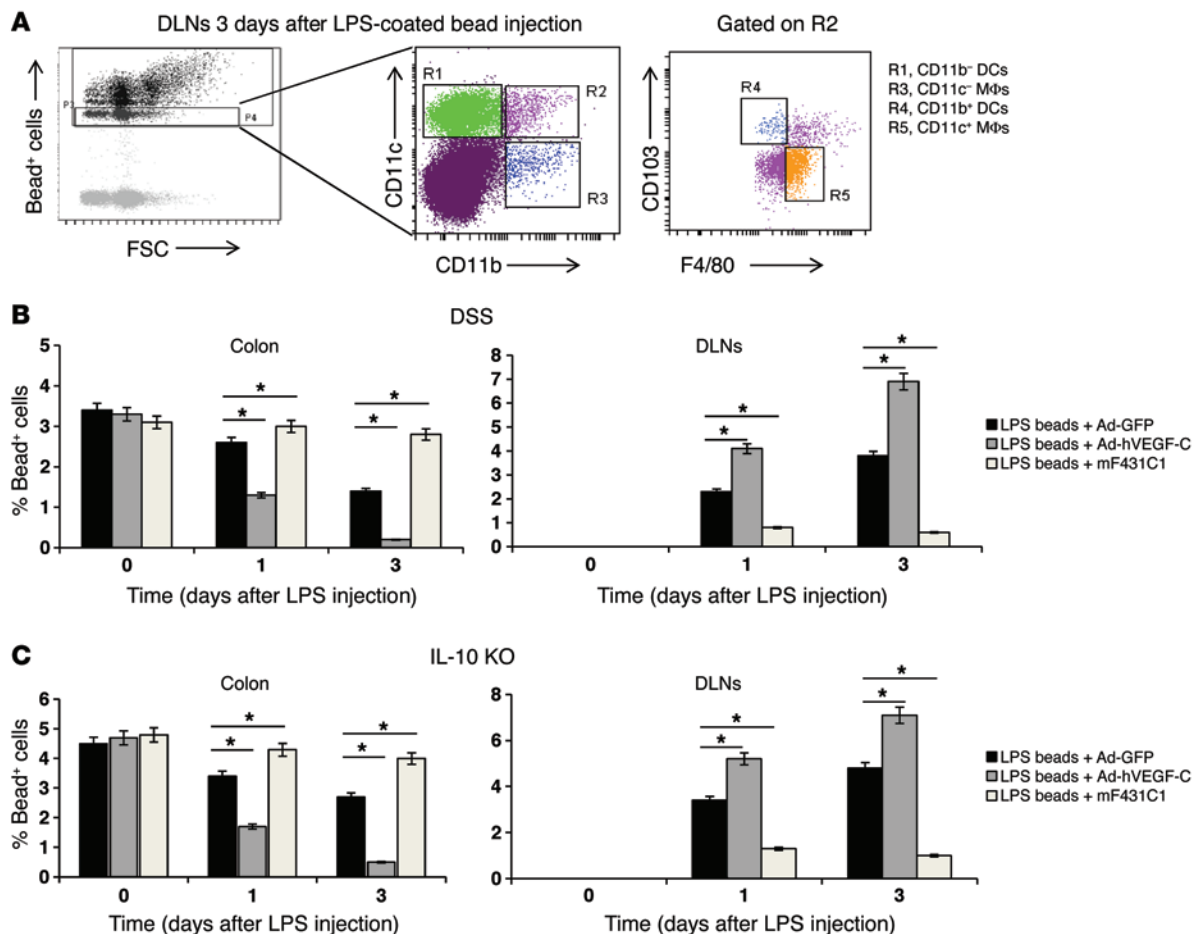 A
DLNs 3 days after LPS-coated bead injection
Gated on R2
Bead⁺ cells
P4
FSC
R1
R2
R3
CD11c
CD11b
R4
R5
CD103
F4/80
R1, CD11b⁻ DCs
R3, CD11c⁻ MΦs
R4, CD11b⁺ DCs
R5, CD11c⁺ MΦs
B
DSS
Colon
% Bead⁺ cells
5
4
3
2
1
0
0 1 3
Time (days after LPS injection)
DLNs
8
7
6
5
4
3
2
1
0
0 1 3
Time (days after LPS injection)
* * * *
* * * *
LPS beads + Ad-GFP
LPS beads + Ad-hVEGF-C
LPS beads + mF431C1
C
IL-10 KO
Colon
% Bead⁺ cells
6
5
4
3
2
1
0
0 1 3
Time (days after LPS injection)
DLNs
8
6
4
2
0
0 1 3
Time (days after LPS injection)
* * * *
* * * *
LPS beads + Ad-GFP
LPS beads + Ad-hVEGF-C
LPS beads + mF431C1